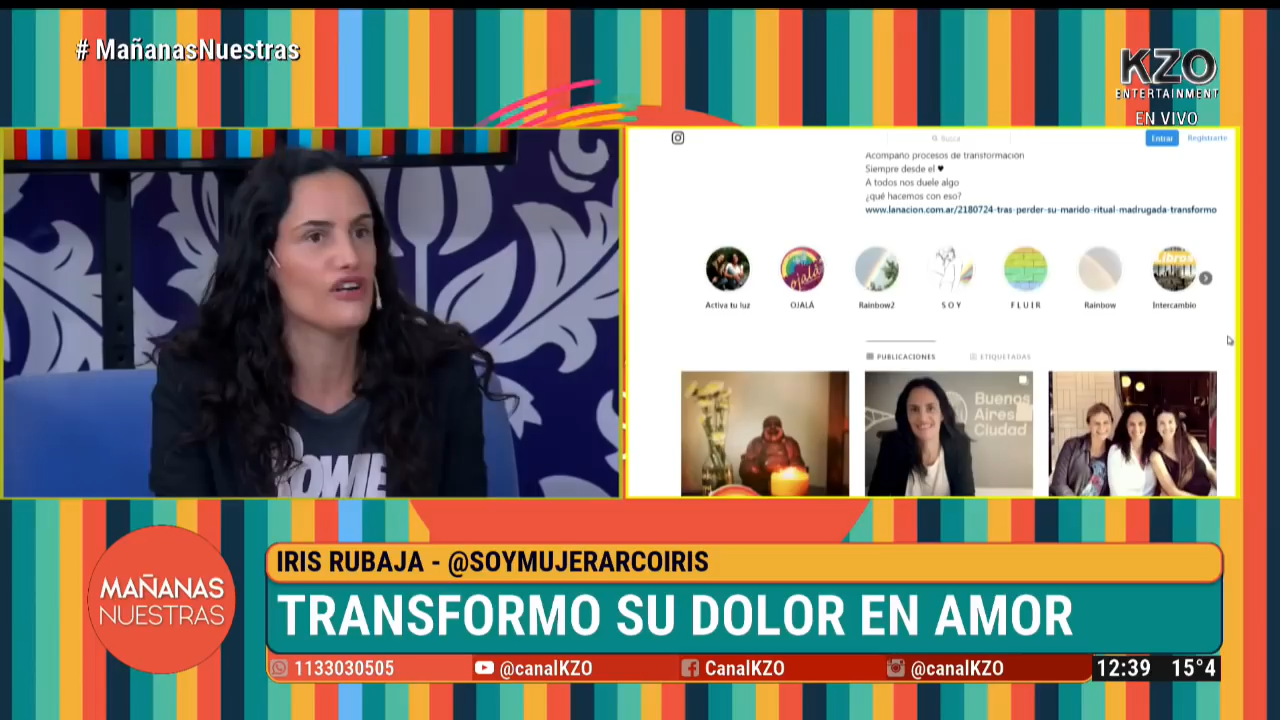 # MañanasNuestras
KZO
ENTERTAINMENT
EN VIVO
Busca
Entrar
Registrarte
Acompaño procesos de transformación
Siempre desde el ♥
A todos nos duele algo
¿qué hacemos con eso?
www.lanacion.com.ar/2180724-tras-perder-su-marido-ritual-madrugada-transformo
ojalá
Libros
Activa tu luz
OJALÁ
Rainbow2
S O Y
F L U I R
Rainbow
Intercambio
PUBLICACIONES
ETIQUETADAS
Buenos
Aires
Ciudad
BOWIE
IRIS RUBAJA - @SOYMUJERARCOIRIS
TRANSFORMO SU DOLOR EN AMOR
MAÑANAS
NUESTRAS
1133030505
@canalKZO
CanalKZO
@canalKZO
12:39
15°4